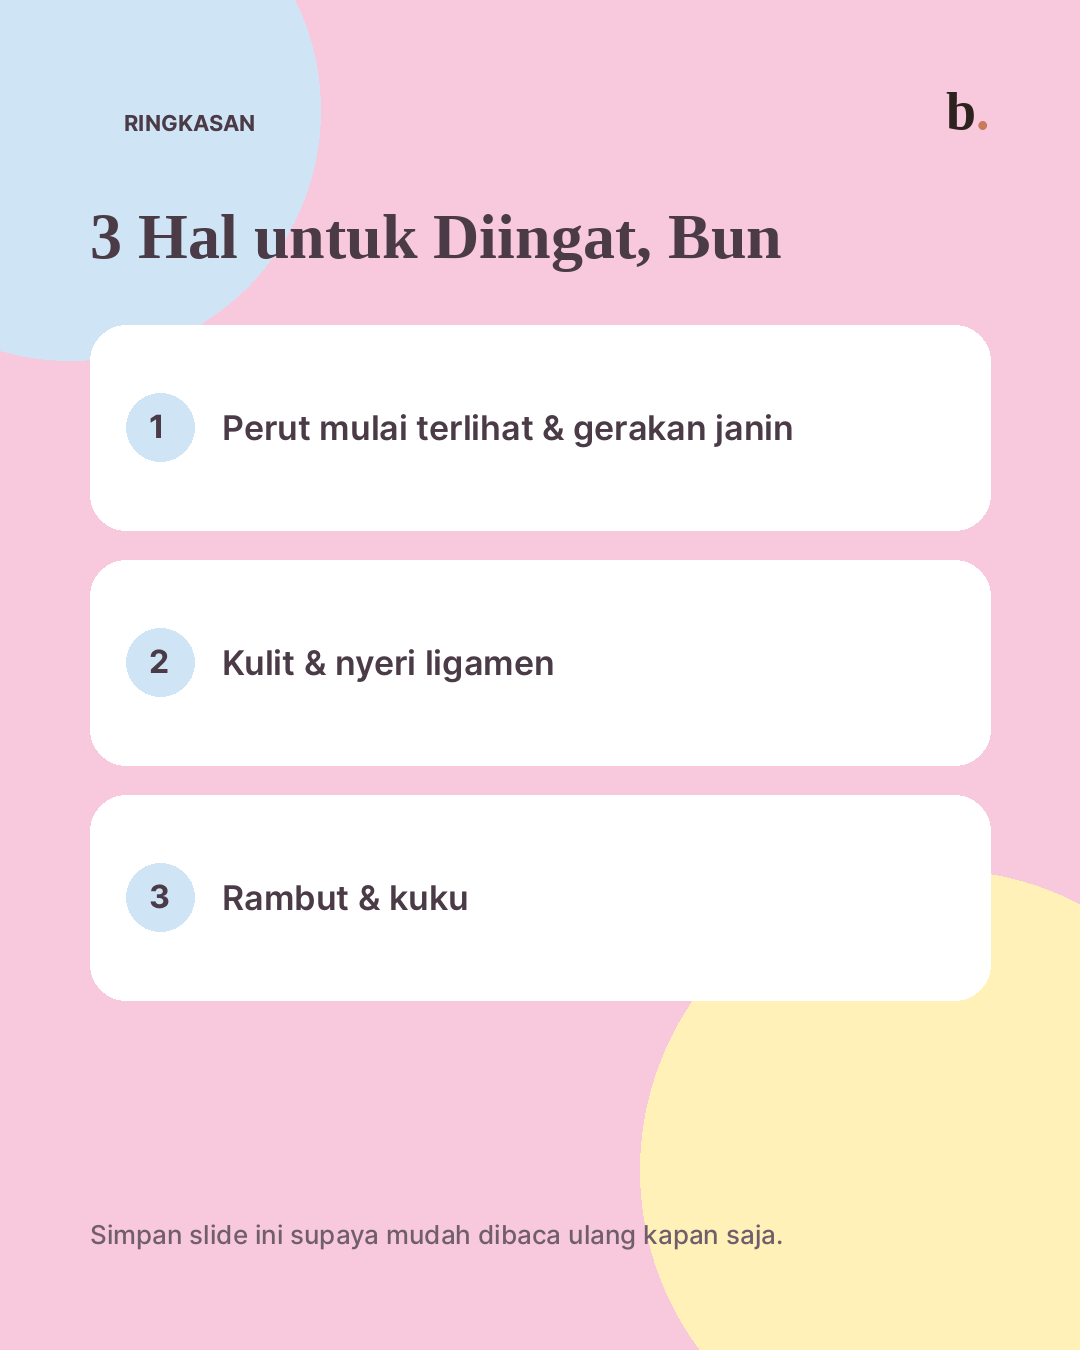 RINGKASAN
b.
3 Hal untuk Diingat, Bun
1 Perut mulai terlihat & gerakan janin
2 Kulit & nyeri ligamen
3 Rambut & kuku
Simpan slide ini supaya mudah dibaca ulang kapan saja.